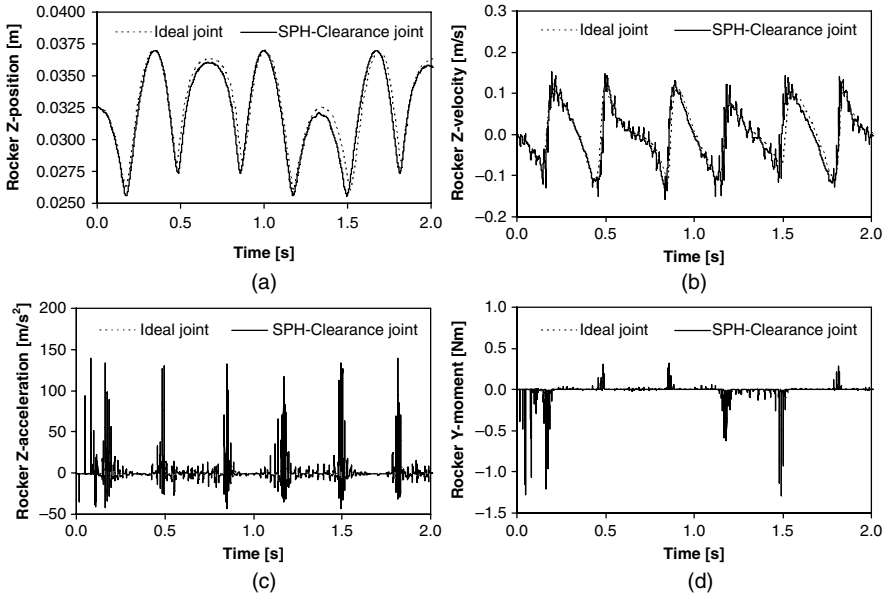 0.0400
0.0375
0.0350
0.0325
0.0300
0.0275
0.0250
Rocker Z-position [m]
Ideal joint
SPH-Clearance joint
0.0 0.5 1.0 1.5 2.0
Time [s]
(a)
0.3
0.2
0.1
0.0
−0.1
−0.2
Rocker Z-velocity [m/s]
Ideal joint
SPH-Clearance joint
0.0 0.5 1.0 1.5 2.0
Time [s]
(b)
200
150
100
50
0
−50
Rocker Z-acceleration [m/s²]
Ideal joint
SPH-Clearance joint
0.0 0.5 1.0 1.5 2.0
Time [s]
(c)
1.0
0.5
0.0
−0.5
−1.0
−1.5
Rocker Y-moment [Nm]
Ideal joint
SPH-Clearance joint
0.0 0.5 1.0 1.5 2.0
Time [s]
(d)